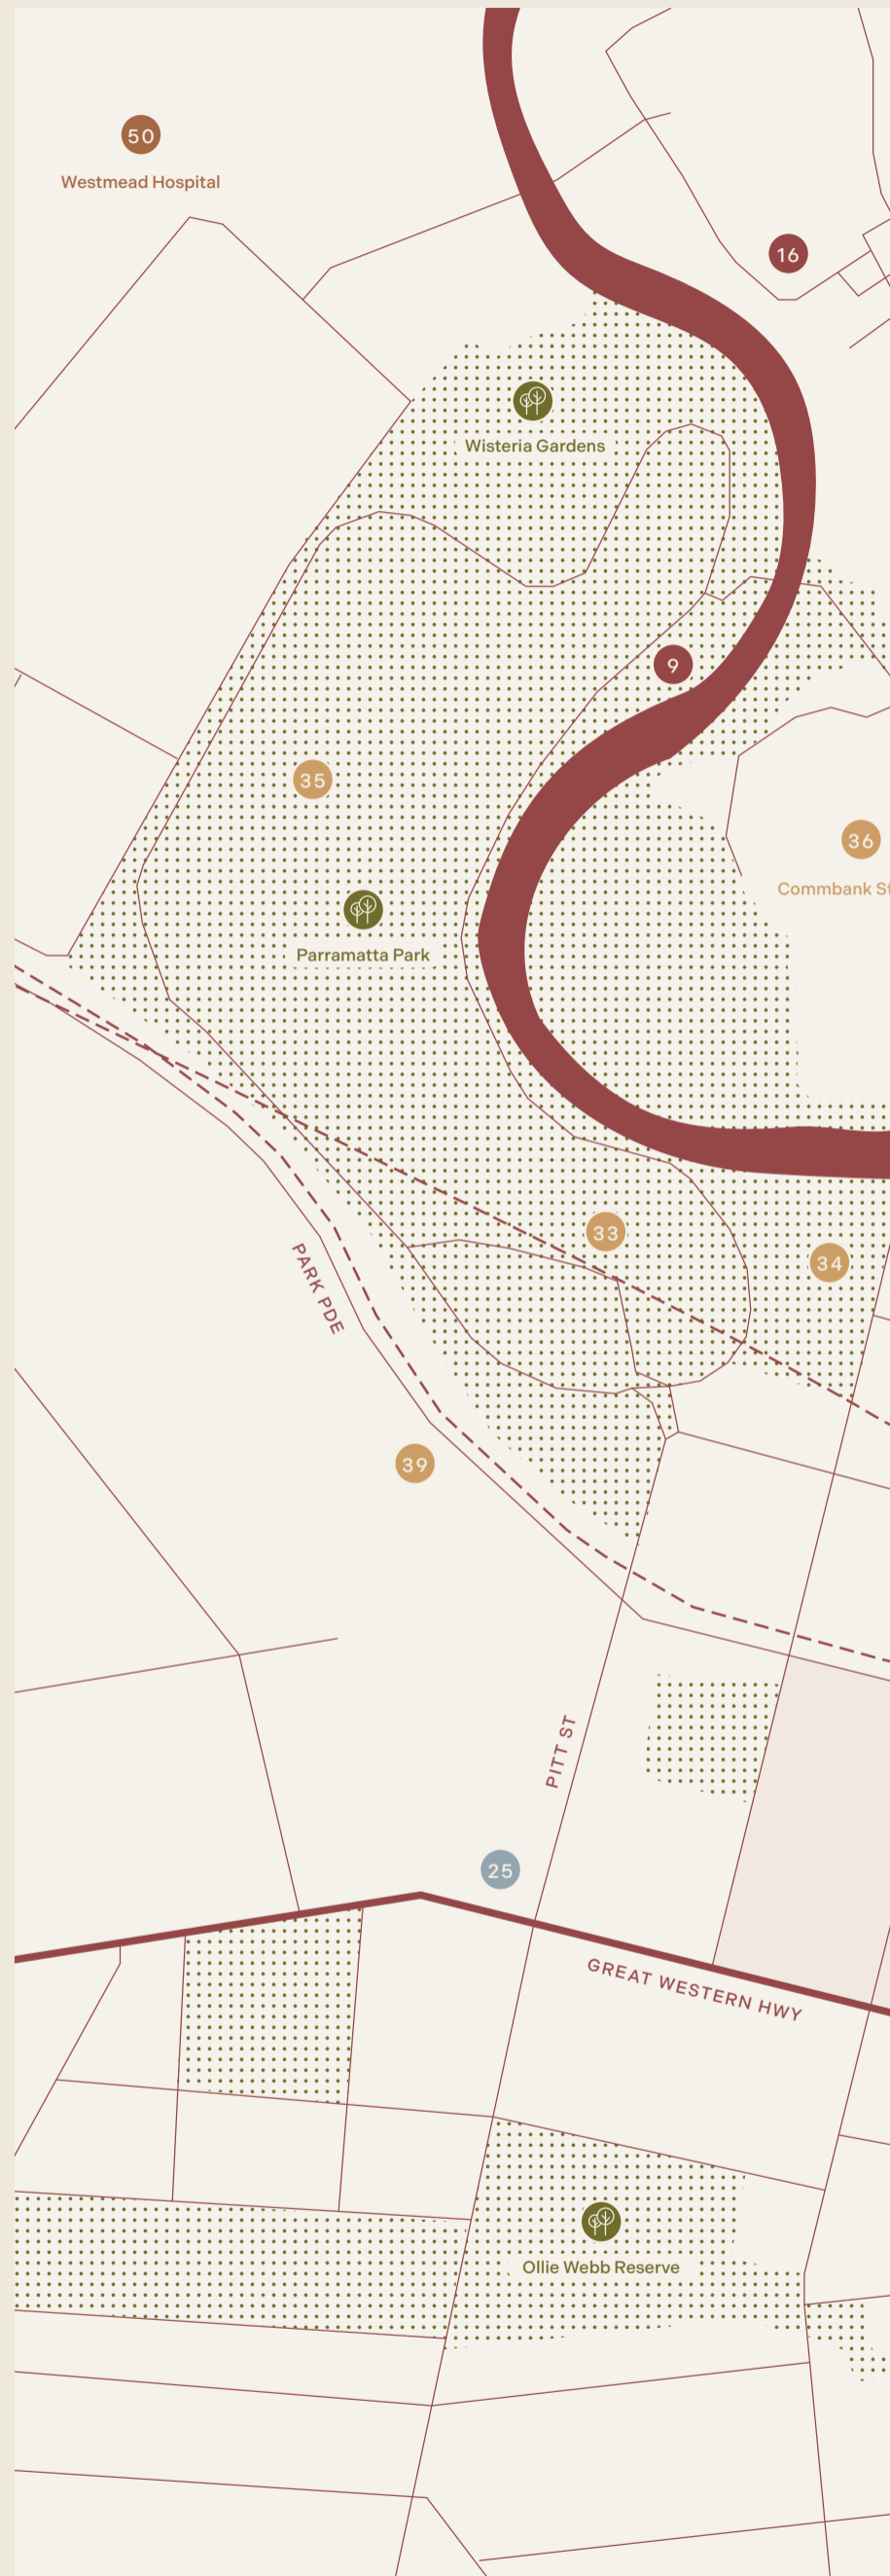 50
Westmead Hospital
16
Wisteria Gardens
9
35
36
Commbank St
Parramatta Park
33
34
PARK PDE
39
PITT ST
25
GREAT WESTERN HWY
Ollie Webb Reserve